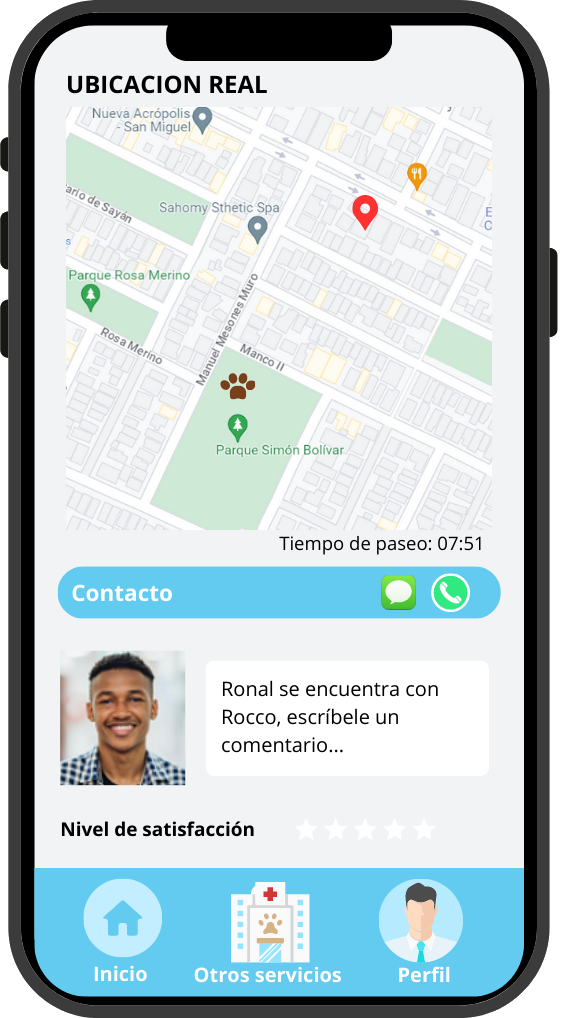 UBICACION REAL
Nueva Acrópolis
- San Miguel
ario de Sayán
Sahomy Sthetic Spa
E
C
s
Parque Rosa Merino
Rosa Merino
Manuel Mesones Muro
Manco II
Parque Simón Bolívar
Tiempo de paseo: 07:51
Contacto
Ronal se encuentra con
Rocco, escríbele un
comentario...
Nivel de satisfacción
Inicio
Otros servicios
Perfil